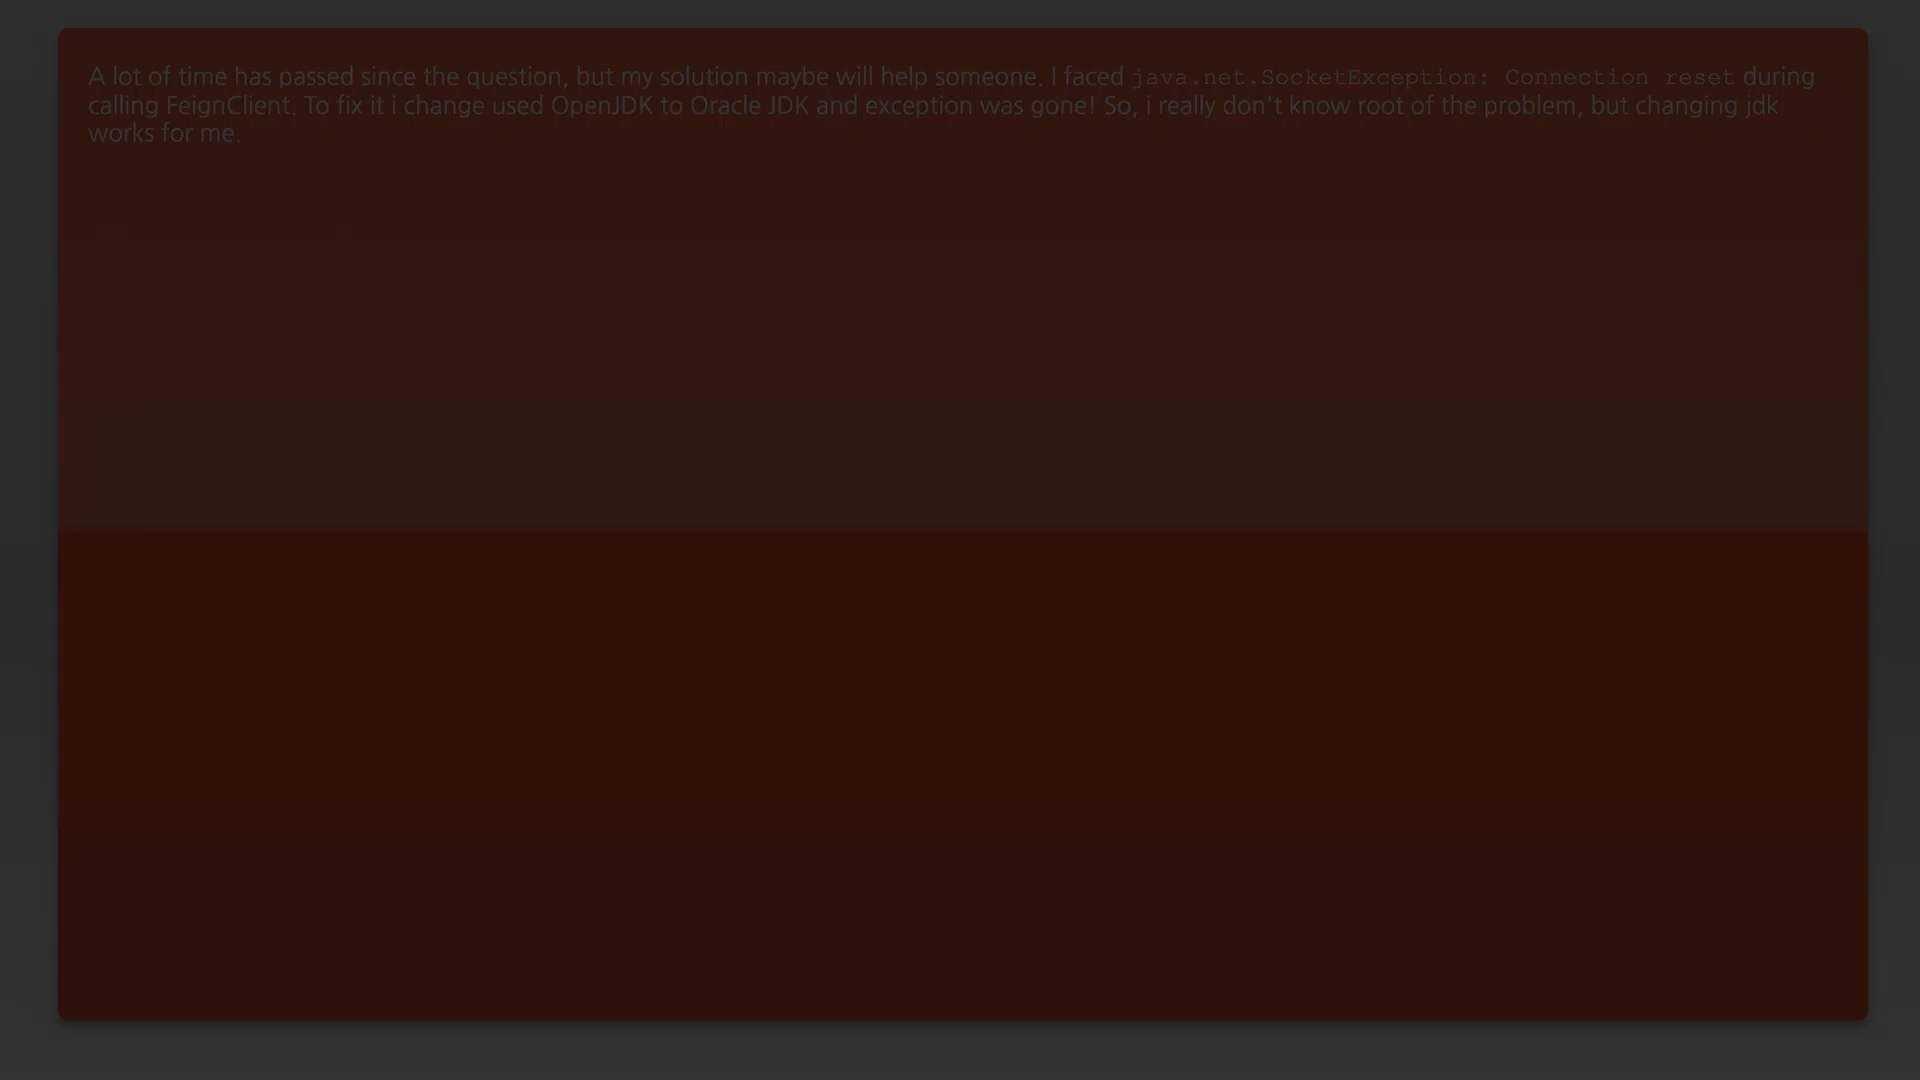 A lot of time has passed since the question, but my solution maybe will help someone. I faced java.net.SocketException: Connection reset during
calling FeignClient. To fix it i change used OpenJDK to Oracle JDK and exception was gone! So, i really don't know root of the problem, but changing jdk
works for me.